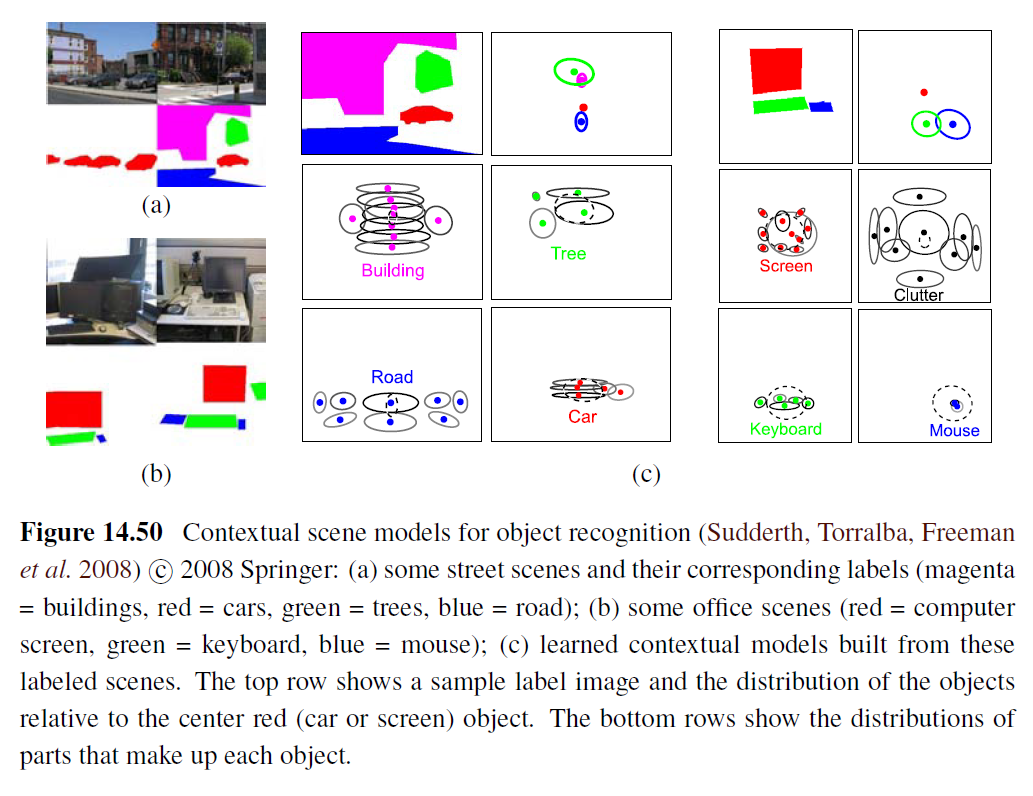 (a)
(b)
Building
Tree
Road
Car
Screen
Clutter
Keyboard
Mouse
(c)
Figure 14.50 Contextual scene models for object recognition (Sudderth, Torralba, Freeman
et al. 2008) © 2008 Springer: (a) some street scenes and their corresponding labels (magenta
= buildings, red = cars, green = trees, blue = road); (b) some office scenes (red = computer
screen, green = keyboard, blue = mouse); (c) learned contextual models built from these
labeled scenes. The top row shows a sample label image and the distribution of the objects
relative to the center red (car or screen) object. The bottom rows show the distributions of
parts that make up each object.